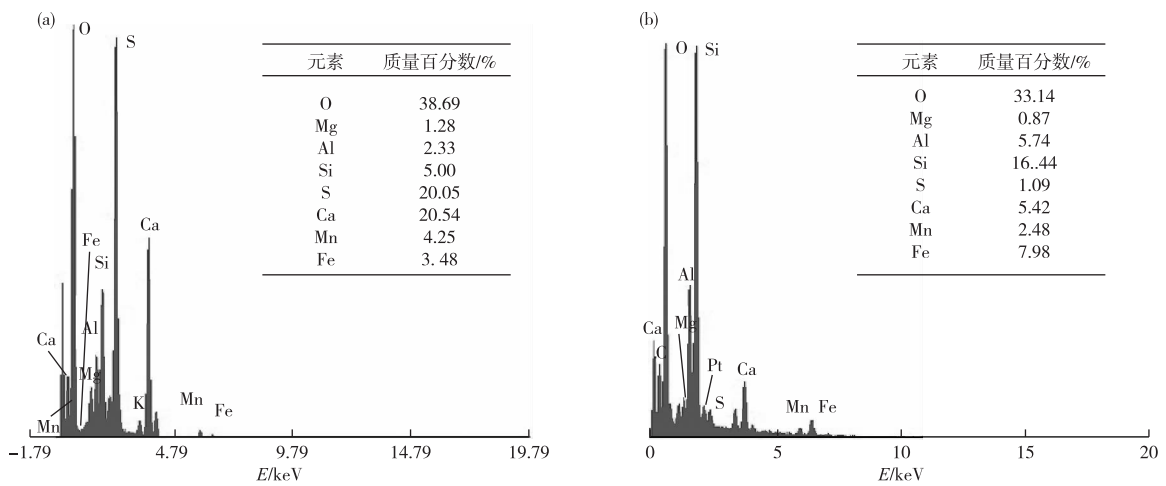 (a)
O
S
Ca
Fe
Si
Ca
Al
Mg
K
Mn
Mn
Fe
元素 质量百分数/%
O 38.69
Mg 1.28
Al 2.33
Si 5.00
S 20.05
Ca 20.54
Mn 4.25
Fe 3. 48
-1.79 4.79 9.79 14.79 19.79
E/keV
(b)
O Si
Al
Ca
Mg
C
Pt
Ca
S
Mn Fe
元素 质量百分数/%
O 33.14
Mg 0.87
Al 5.74
Si 16..44
S 1.09
Ca 5.42
Mn 2.48
Fe 7.98
0 5 10 15 20
E/keV